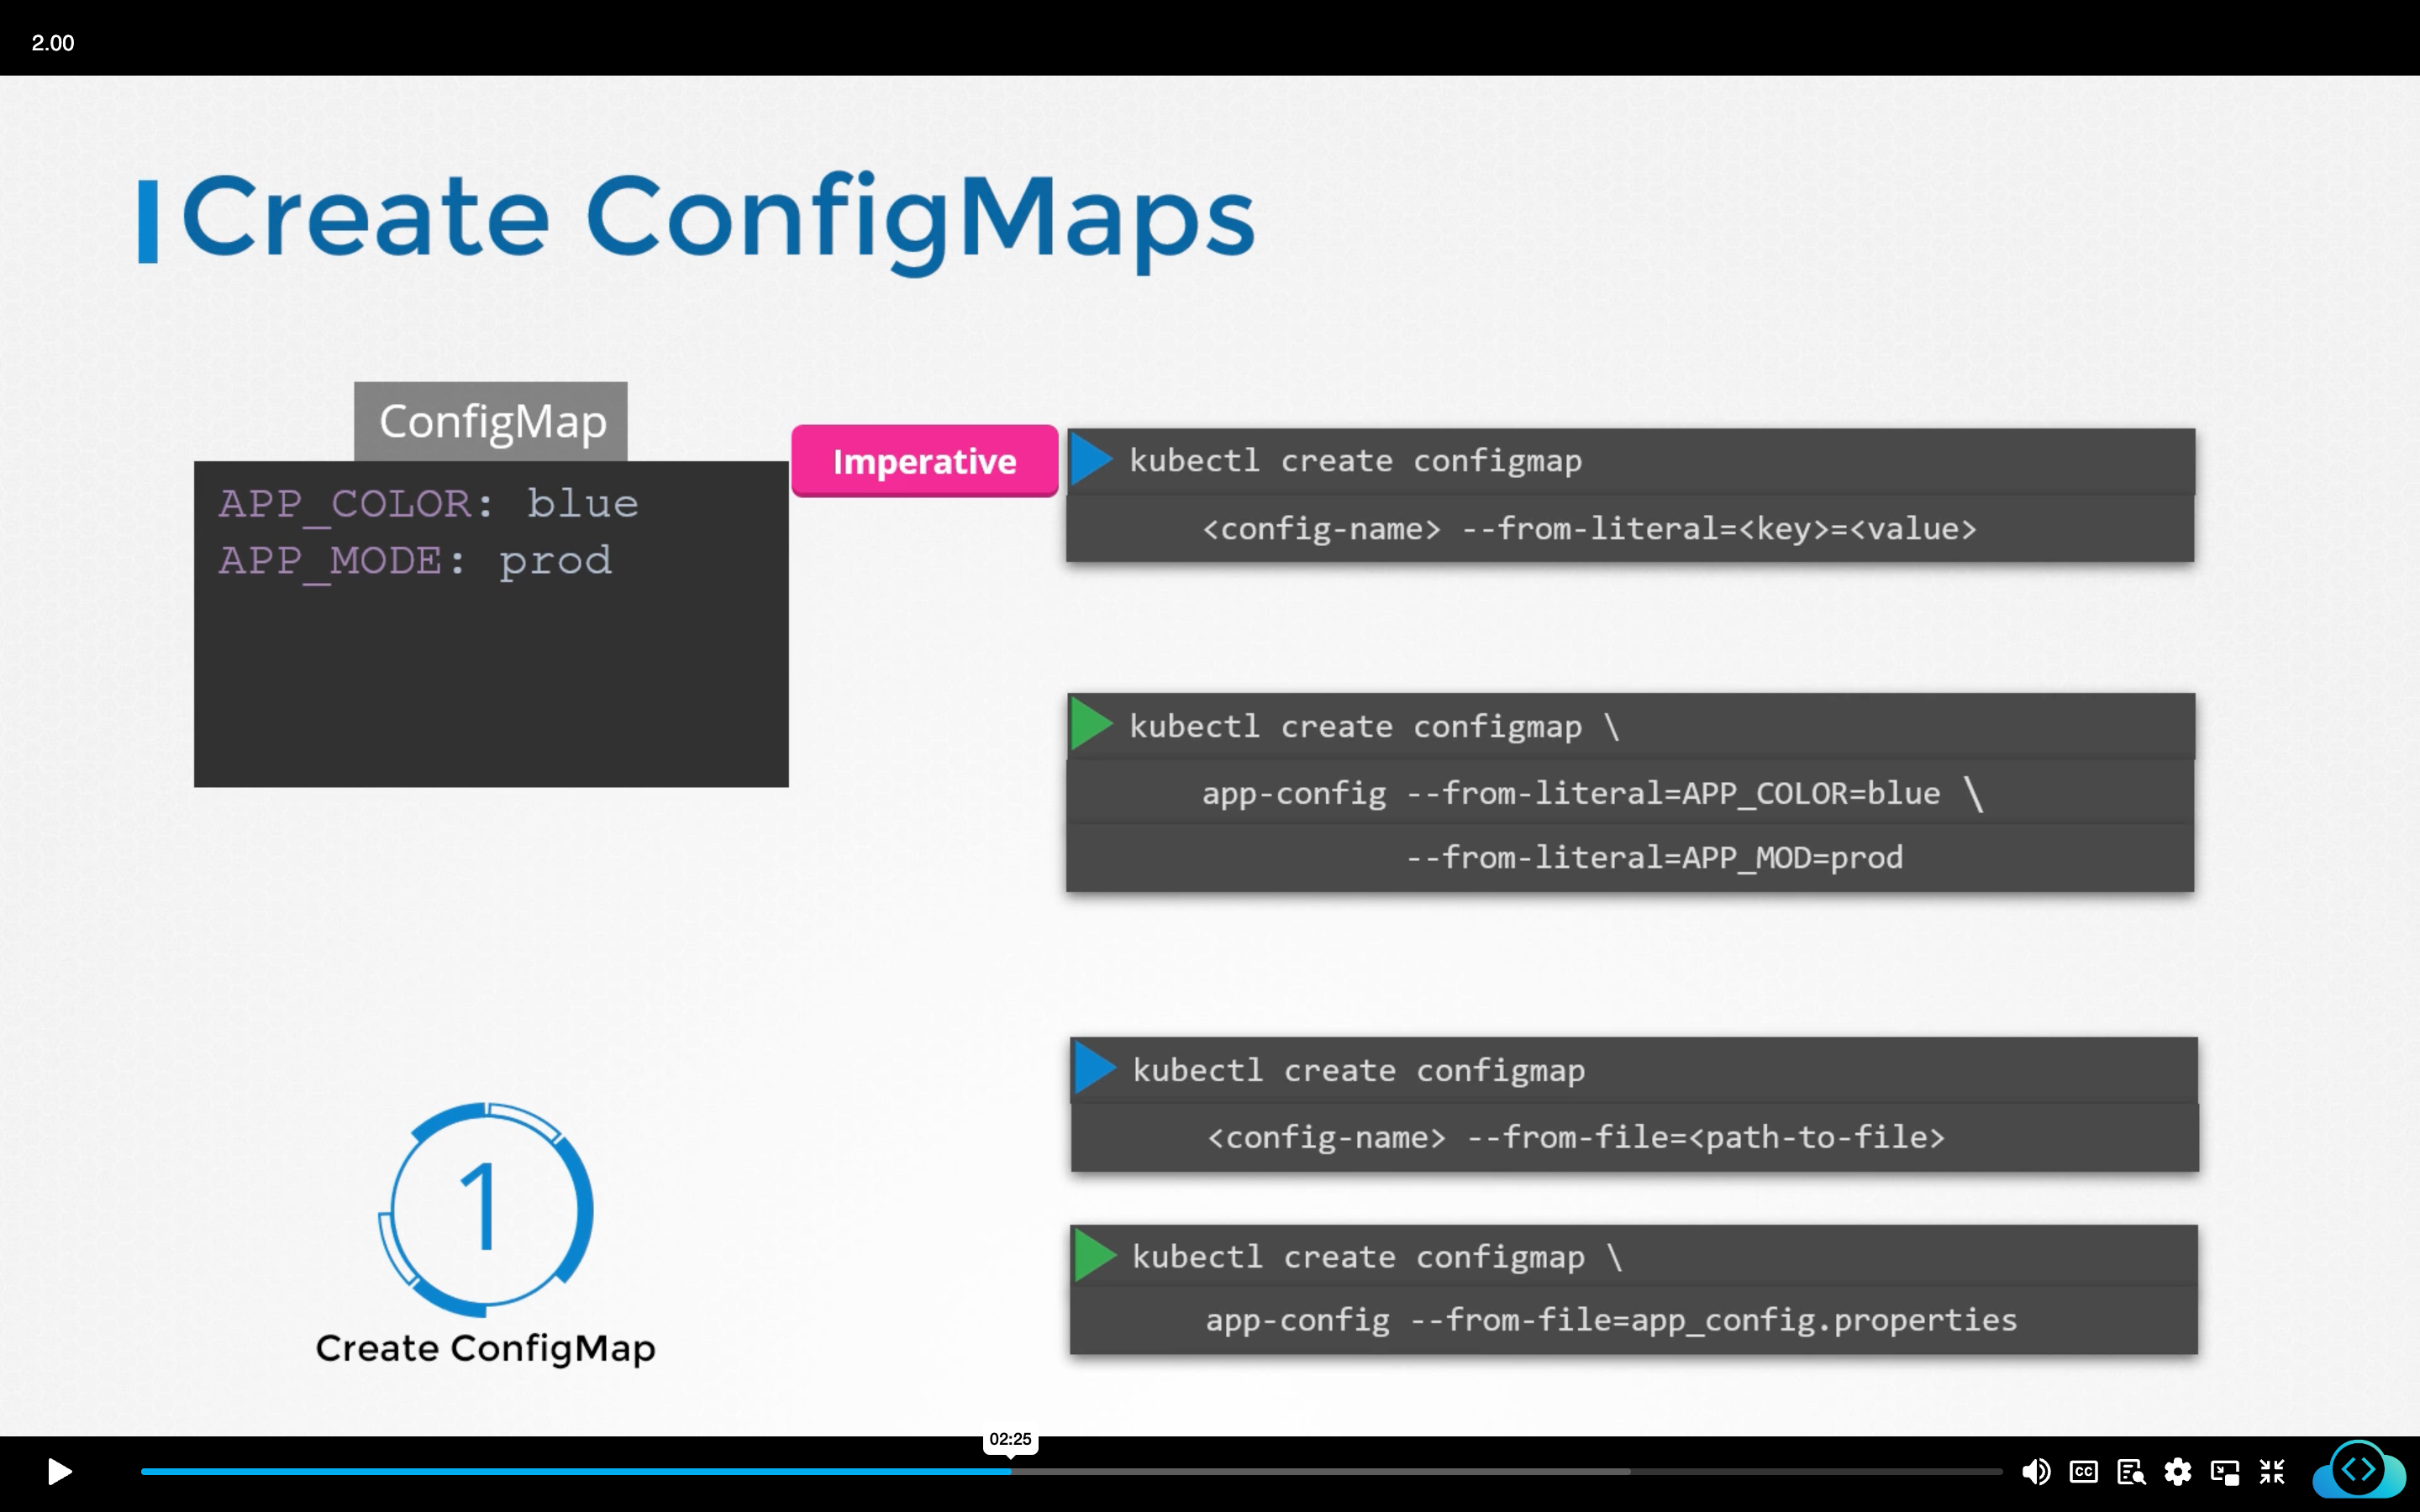 2.00
Create ConfigMaps
ConfigMap
APP_COLOR: blue
APP_MODE: prod
Imperative
kubectl create configmap
<config-name> --from-literal=<key>=<value>
kubectl create configmap \
app-config --from-literal=APP_COLOR=blue \
--from-literal=APP_MOD=prod
kubectl create configmap
<config-name> --from-file=<path-to-file>
kubectl create configmap \
app-config --from-file=app_config.properties
1
Create ConfigMap
02:25
CC